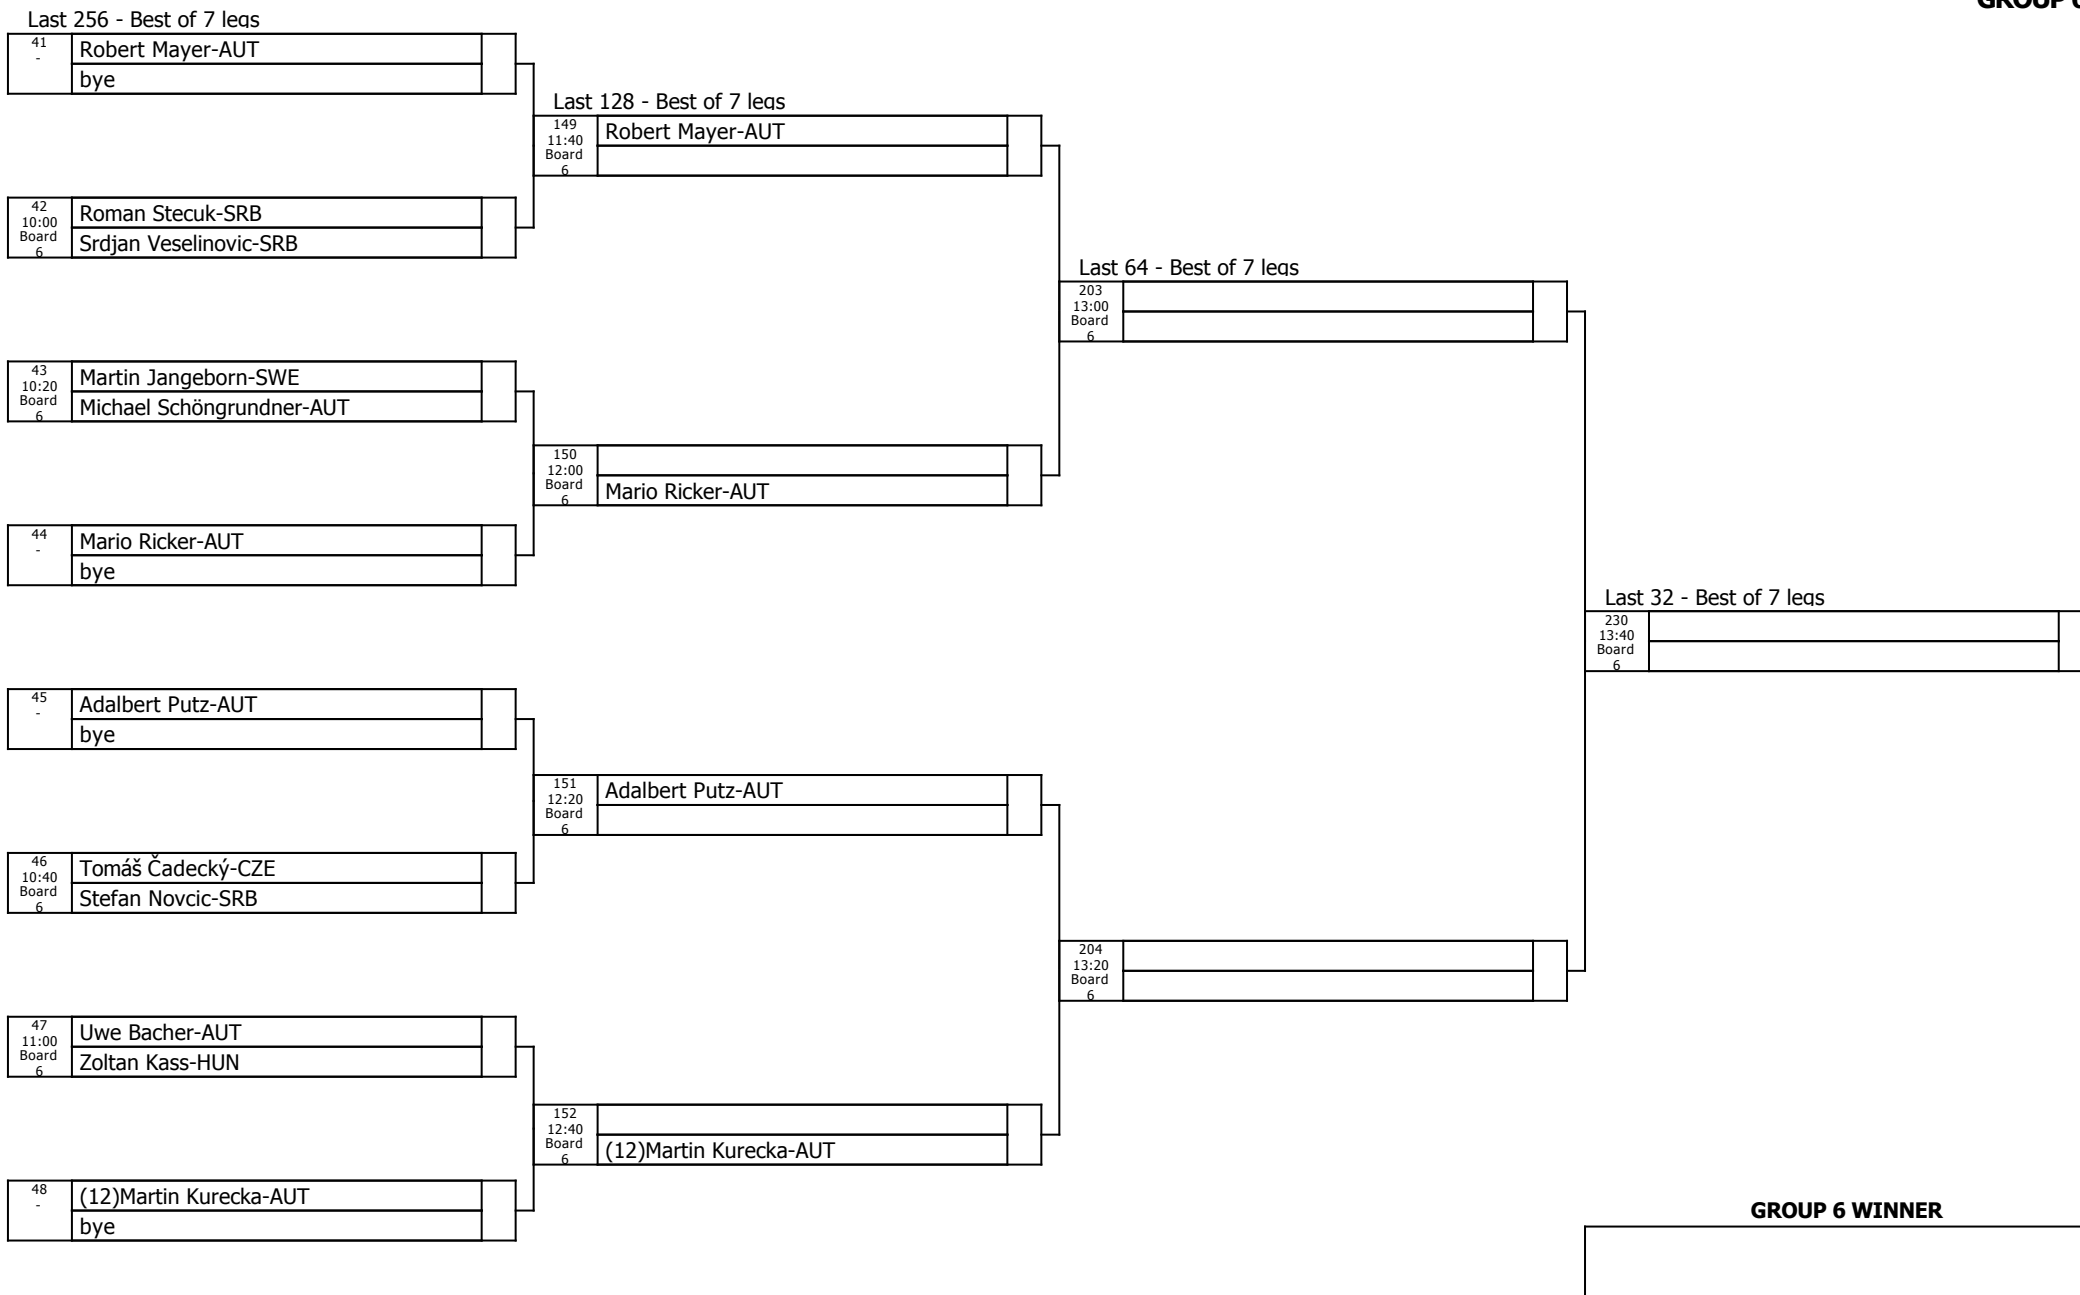 GROUP 6
Last 256 - Best of 7 legs
41
-
Robert Mayer-AUT
bye
Last 128 - Best of 7 legs
149
11:40
Board
6
Robert Mayer-AUT
42
10:00
Board
6
Roman Stecuk-SRB
Srdjan Veselinovic-SRB
Last 64 - Best of 7 legs
203
13:00
Board
6
43
10:20
Board
6
Martin Jangeborn-SWE
Michael Schöngrundner-AUT
150
12:00
Board
6
Mario Ricker-AUT
44
-
Mario Ricker-AUT
bye
Last 32 - Best of 7 legs
230
13:40
Board
6
45
-
Adalbert Putz-AUT
bye
151
12:20
Board
6
Adalbert Putz-AUT
46
10:40
Board
6
Tomáš Čadecký-CZE
Stefan Novcic-SRB
204
13:20
Board
6
47
11:00
Board
6
Uwe Bacher-AUT
Zoltan Kass-HUN
152
12:40
Board
6
(12)Martin Kurecka-AUT
48
-
(12)Martin Kurecka-AUT
bye
GROUP 6 WINNER